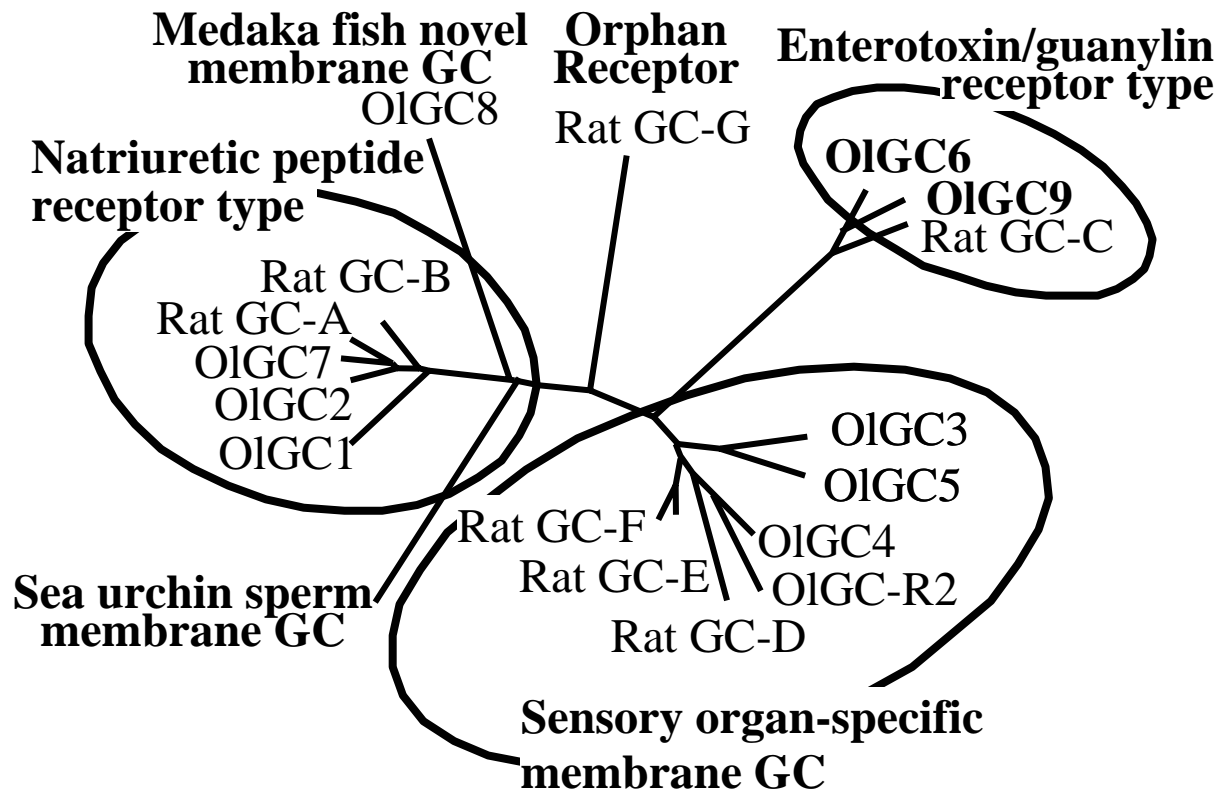 Medaka fish novel
membrane GC
OlGC8
Orphan
Receptor
Rat GC-G
Enterotoxin/guanylin
receptor type
OlGC6
OlGC9
Rat GC-C
Natriuretic peptide
receptor type
Rat GC-B
Rat GC-A
OlGC7
OlGC2
OlGC1
OlGC3
OlGC5
Rat GC-F
OlGC4
Rat GC-E
OlGC-R2
Rat GC-D
Sea urchin sperm
membrane GC
Sensory organ-specific
membrane GC